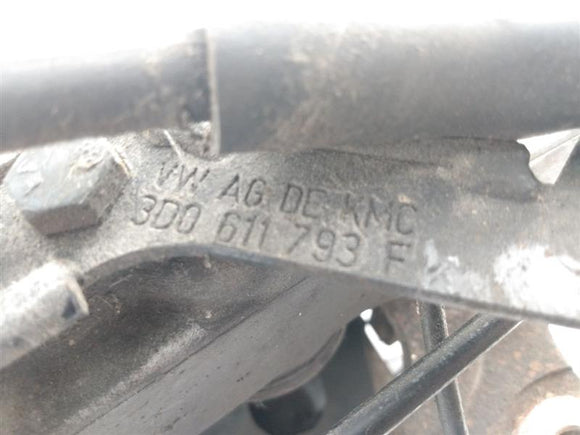 VW AG DE KMC
3D0 611 793 F